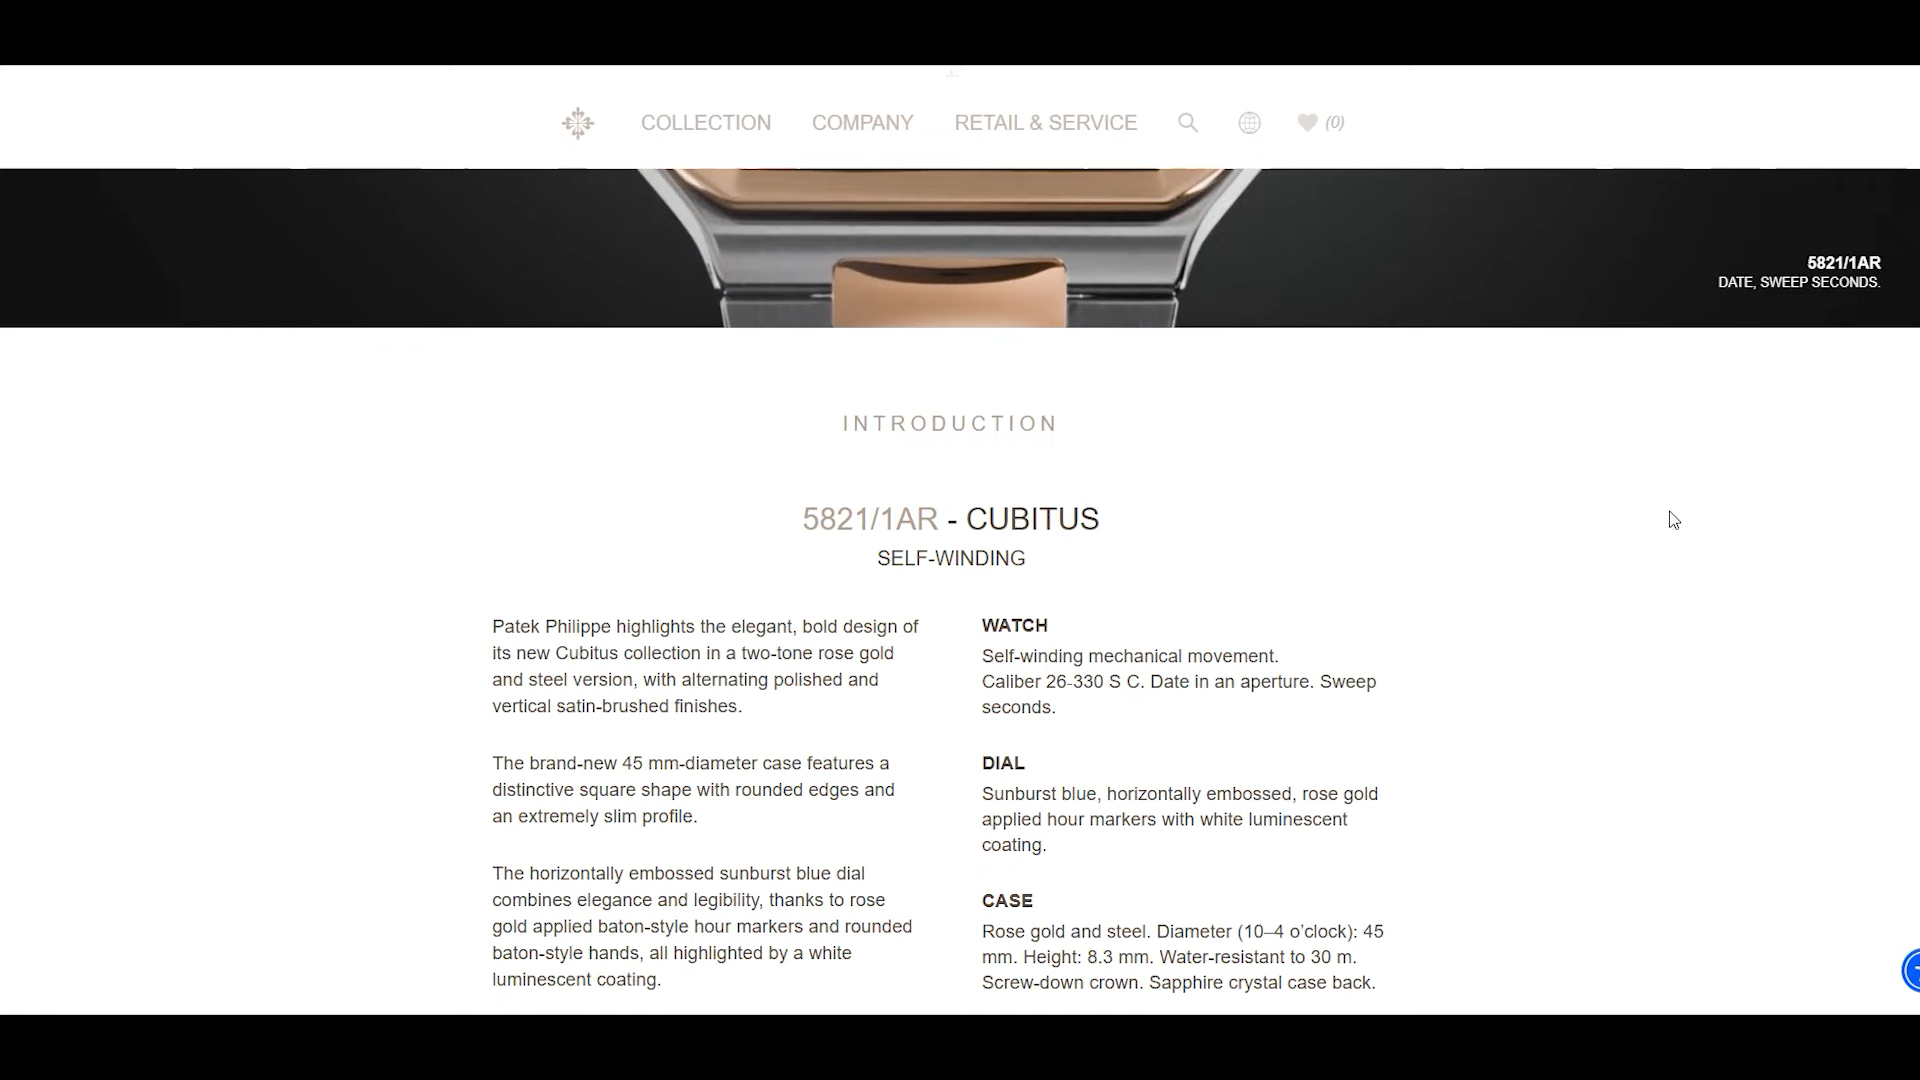 COLLECTION COMPANY RETAIL & SERVICE (0)
5821/1AR
DATE, SWEEP SECONDS.
INTRODUCTION
5821/1AR - CUBITUS
SELF-WINDING
Patek Philippe highlights the elegant, bold design of
its new Cubitus collection in a two-tone rose gold
and steel version, with alternating polished and
vertical satin-brushed finishes.
The brand-new 45 mm-diameter case features a
distinctive square shape with rounded edges and
an extremely slim profile.
The horizontally embossed sunburst blue dial
combines elegance and legibility, thanks to rose
gold applied baton-style hour markers and rounded
baton-style hands, all highlighted by a white
luminescent coating.
WATCH
Self-winding mechanical movement.
Caliber 26-330 S C. Date in an aperture. Sweep
seconds.
DIAL
Sunburst blue, horizontally embossed, rose gold
applied hour markers with white luminescent
coating.
CASE
Rose gold and steel. Diameter (10–4 o’clock): 45
mm. Height: 8.3 mm. Water-resistant to 30 m.
Screw-down crown. Sapphire crystal case back.